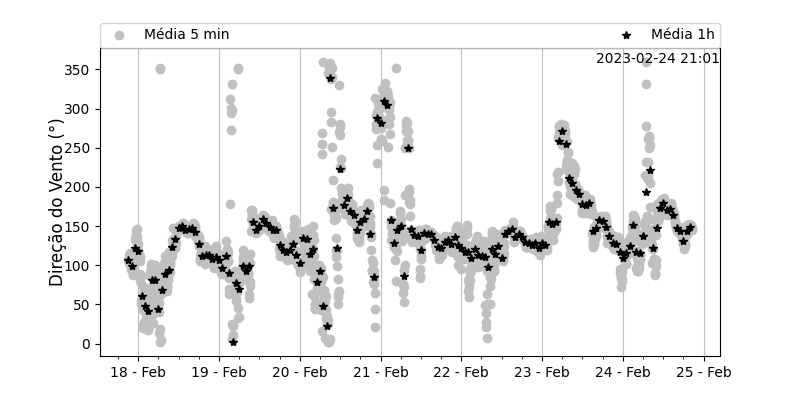 Média 5 min
Média 1h
2023-02-24 21:01
Direção do Vento (°)
350
300
250
200
150
100
50
0
18 - Feb
19 - Feb
20 - Feb
21 - Feb
22 - Feb
23 - Feb
24 - Feb
25 - Feb